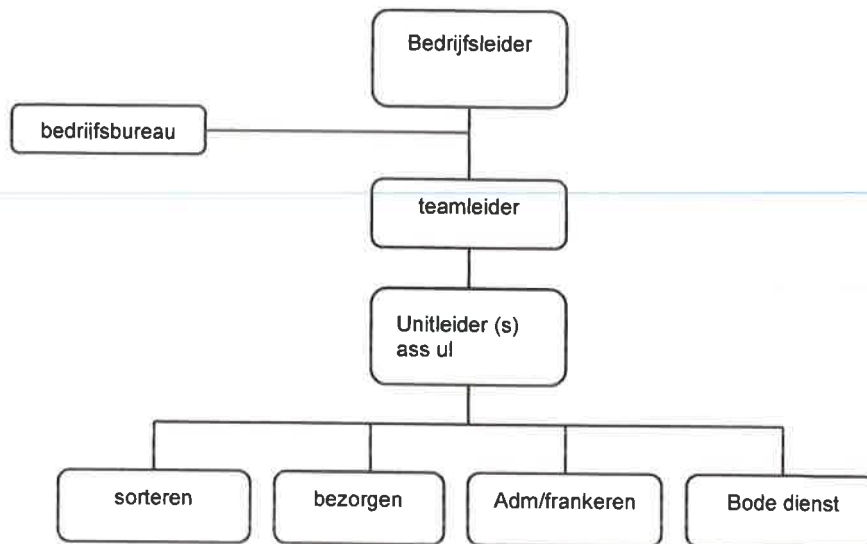 Bedrijfsleider
bedrijfsbureau
teamleider
Unitleider (s)
ass ul
sorteren
bezorgen
Adm/frankeren
Bode dienst